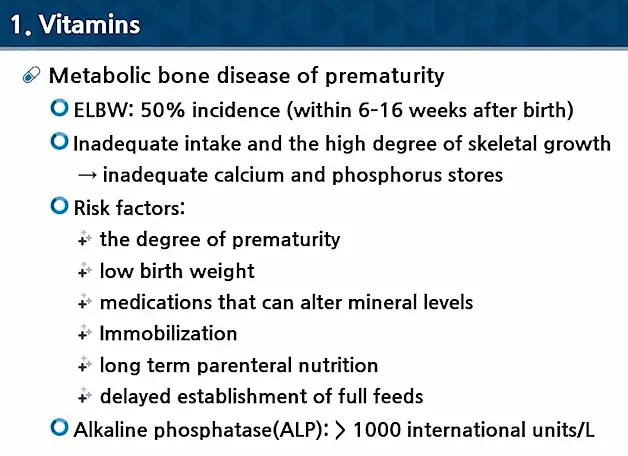 1. Vitamins
Metabolic bone disease of prematurity
ELBW: 50% incidence (within 6-16 weeks after birth)
Inadequate intake and the high degree of skeletal growth
→ inadequate calcium and phosphorus stores
Risk factors:
the degree of prematurity
low birth weight
medications that can alter mineral levels
Immobilization
long term parenteral nutrition
delayed establishment of full feeds
Alkaline phosphatase(ALP): > 1000 international units/L